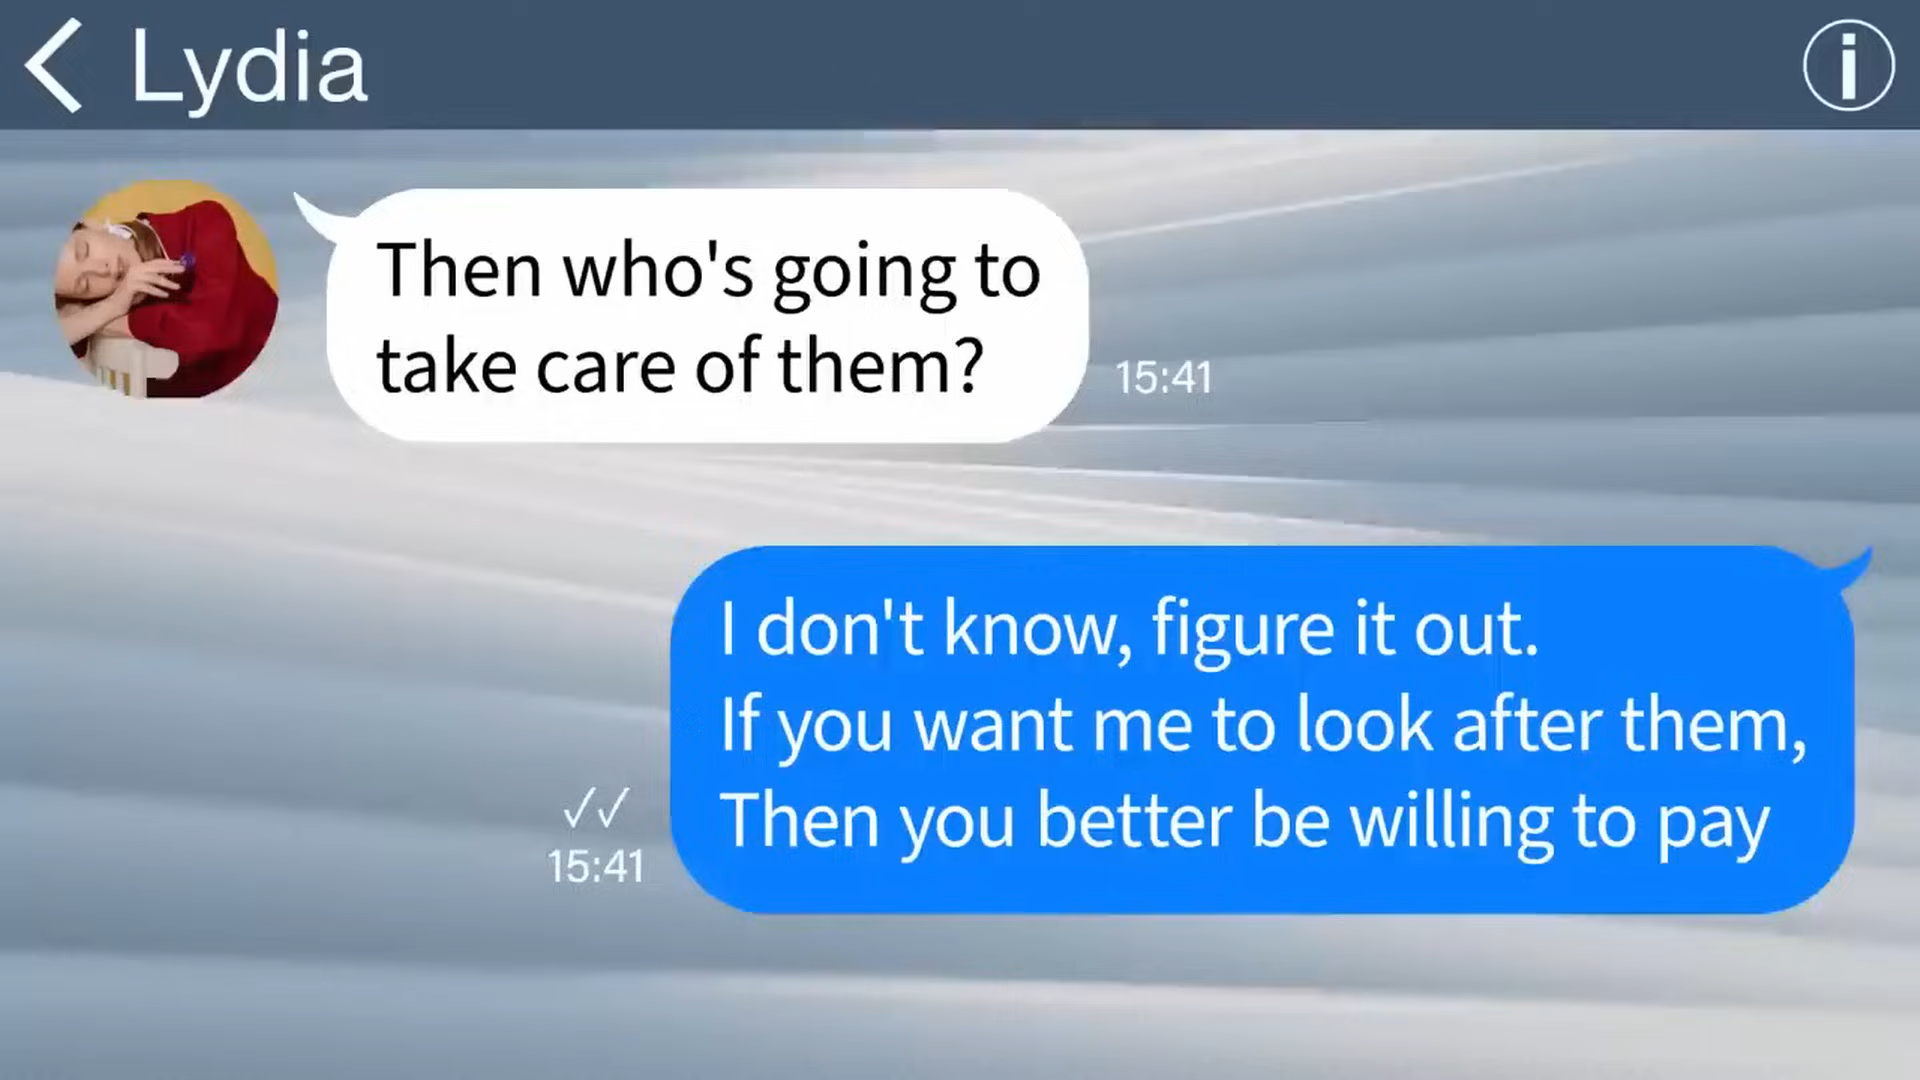 Lydia
Then who's going to
take care of them?
15:41
I don't know, figure it out.
If you want me to look after them,
Then you better be willing to pay
15:41